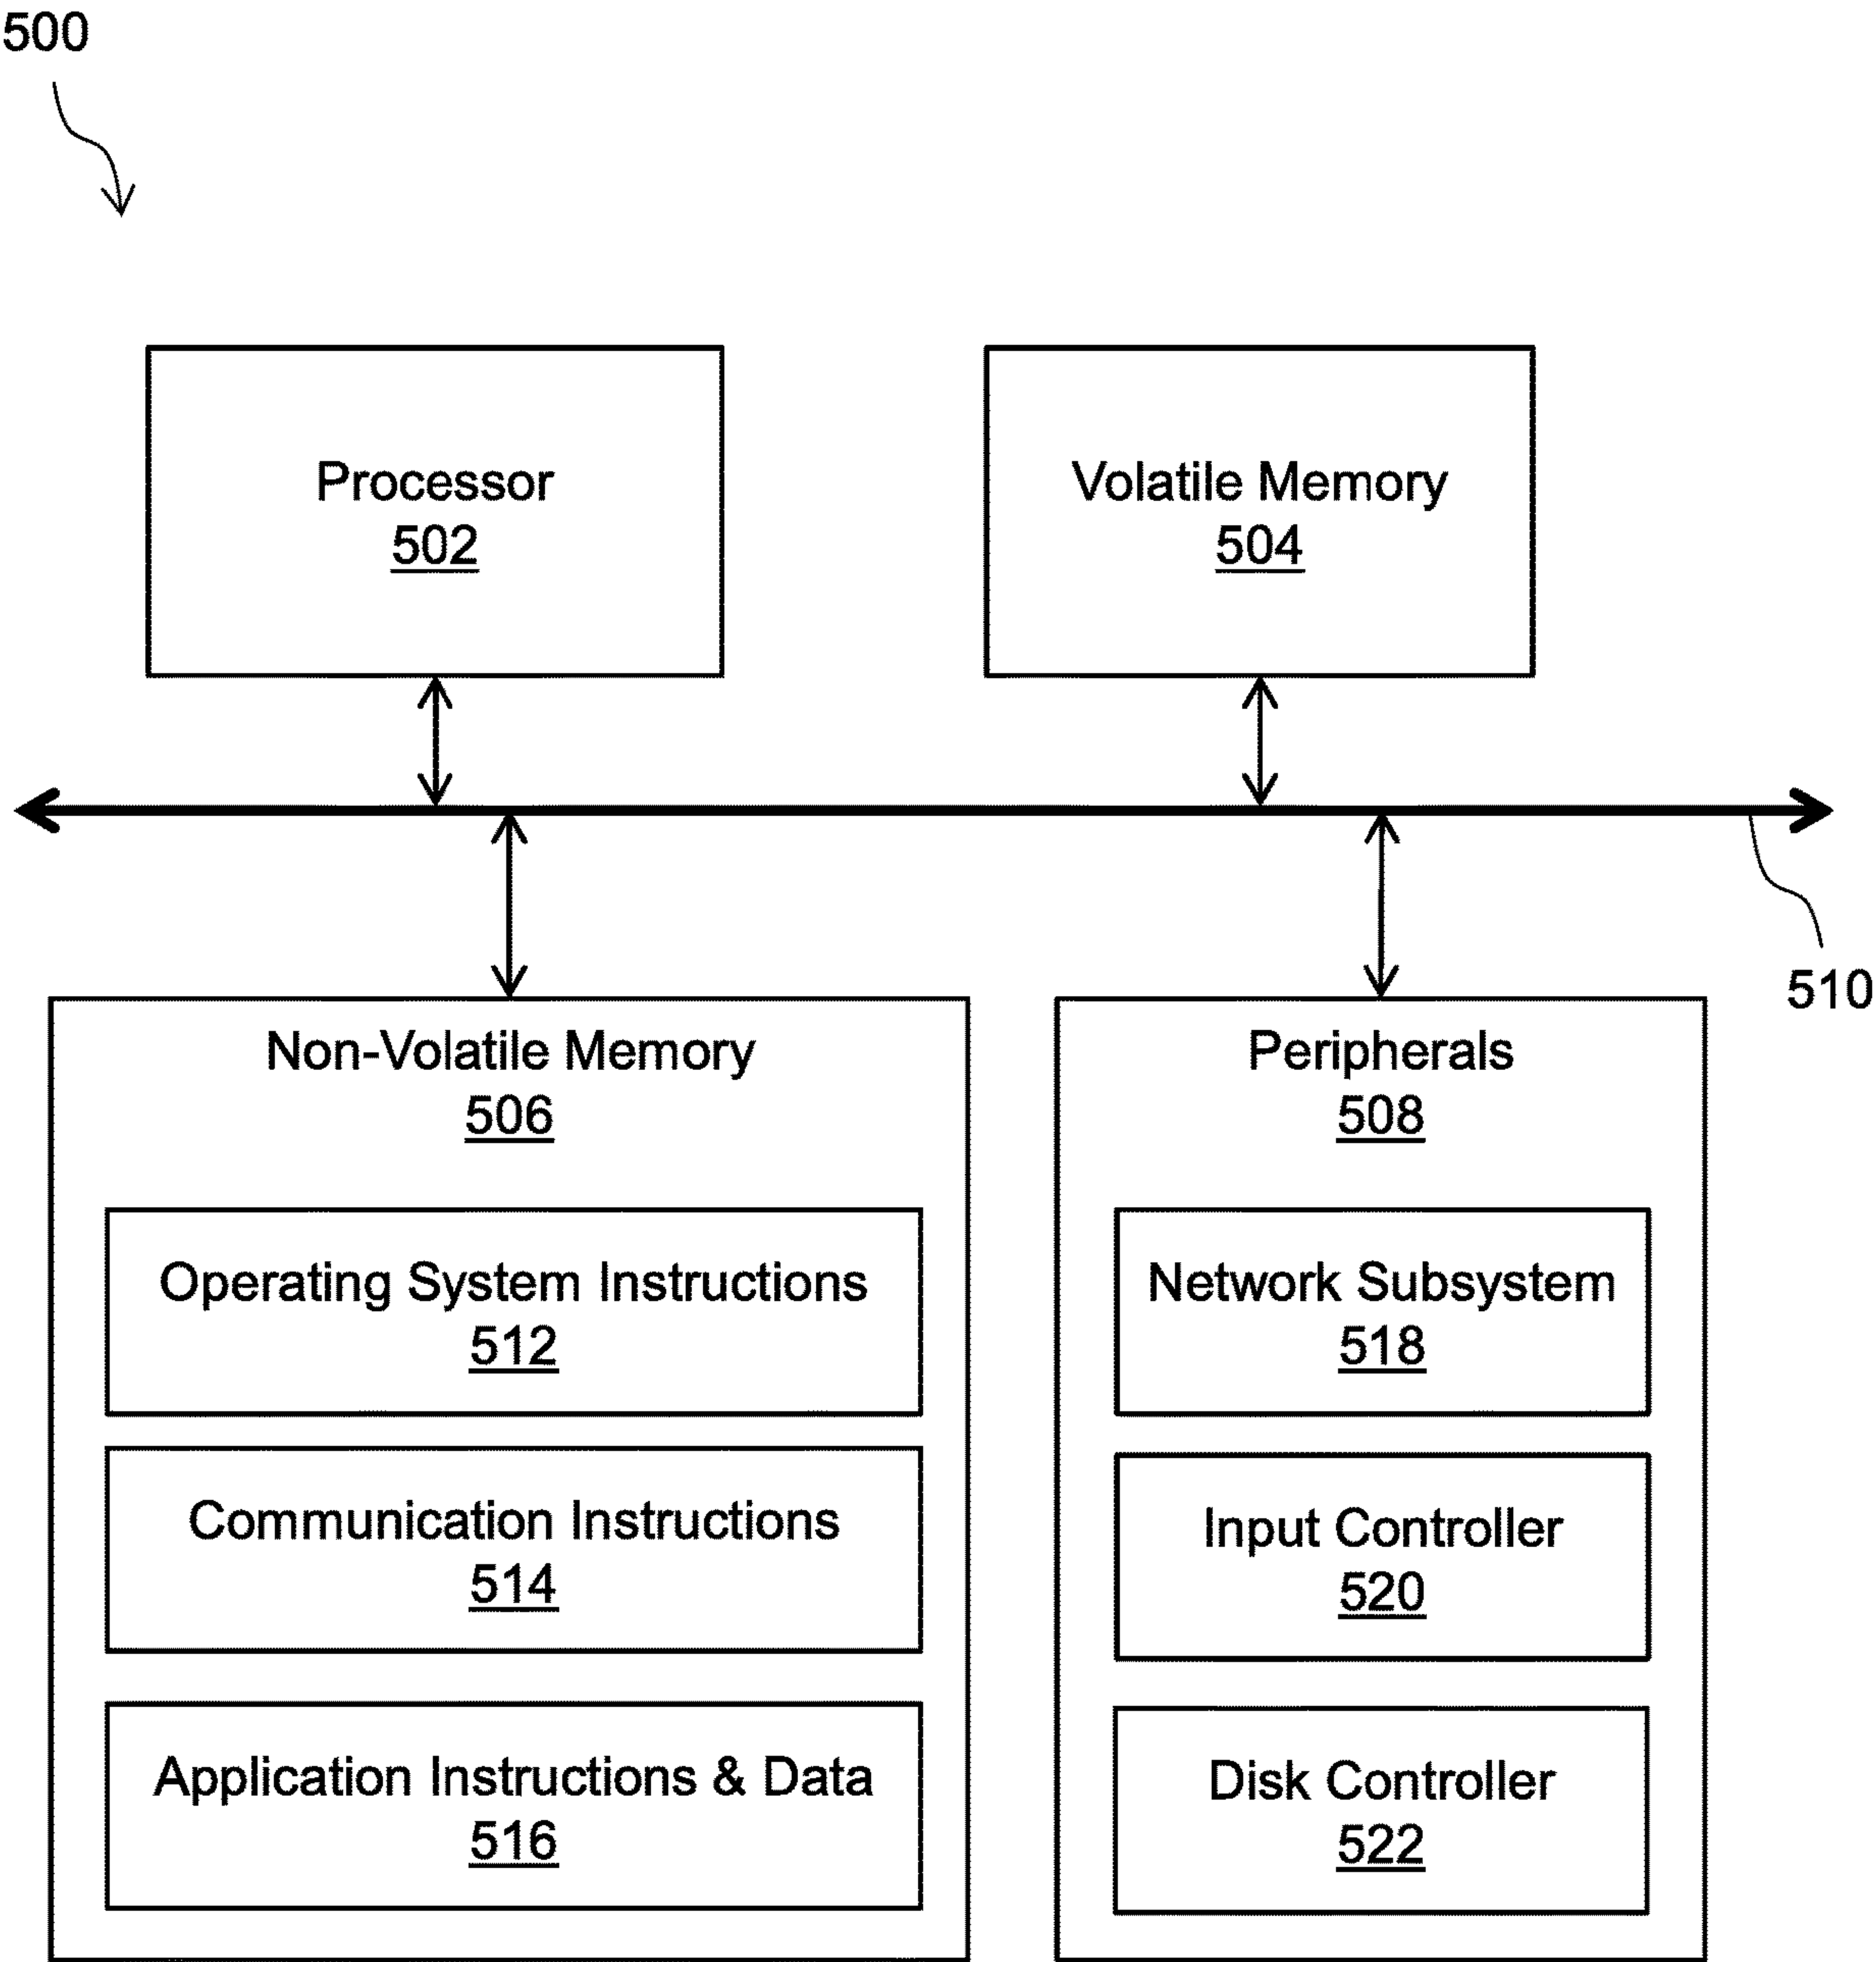 500
Processor
502
Volatile Memory
504
510
Non-Volatile Memory
506
Operating System Instructions
512
Communication Instructions
514
Application Instructions & Data
516
Peripherals
508
Network Subsystem
518
Input Controller
520
Disk Controller
522